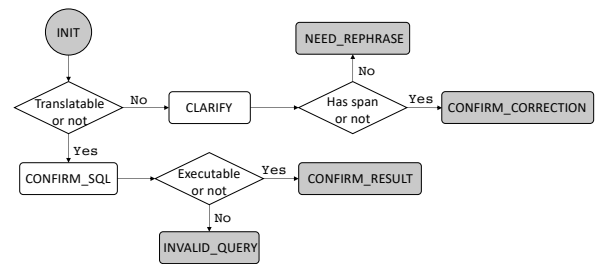 INIT
NEED_REPHRASE
No
Translatable
or not
No
CLARIFY
Has span
or not
Yes
CONFIRM_CORRECTION
Yes
CONFIRM_SQL
Executable
or not
Yes
CONFIRM_RESULT
No
INVALID_QUERY